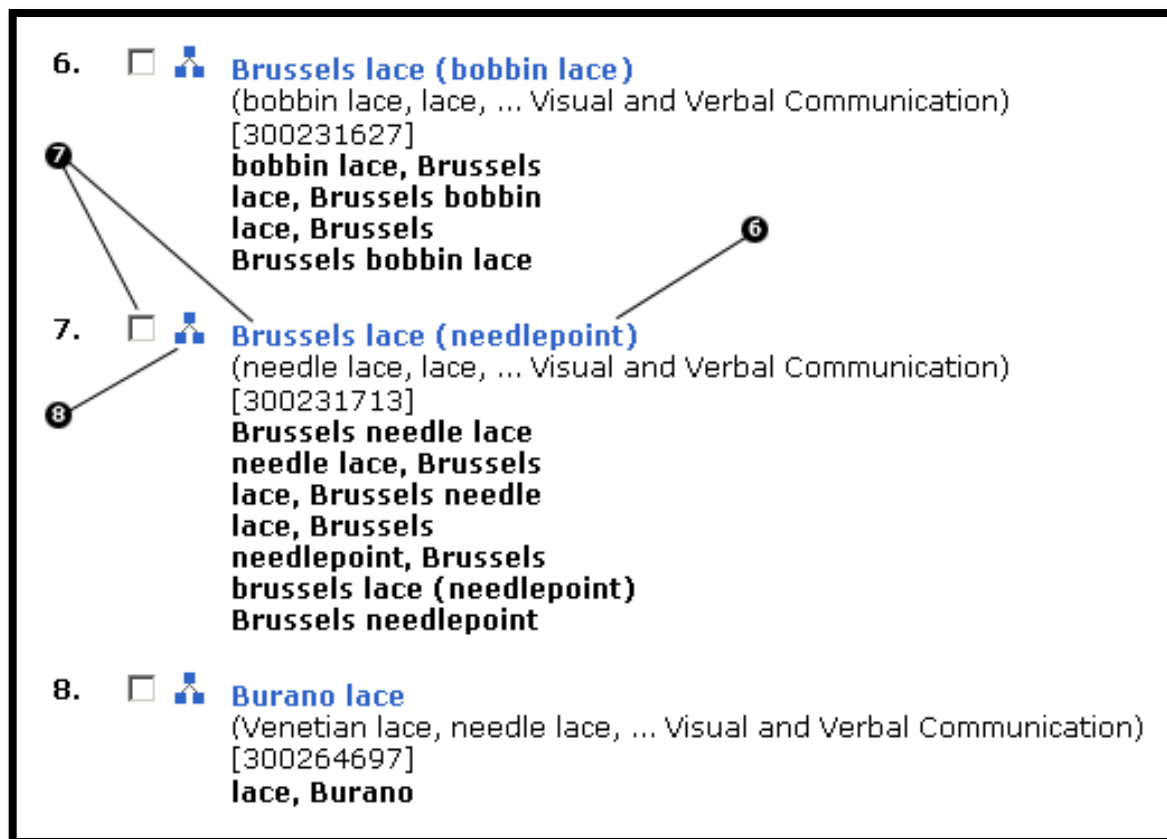 6. Brussels lace (bobbin lace)
(bobbin lace, lace, ... Visual and Verbal Communication)
[300231627]
7 bobbin lace, Brussels
lace, Brussels bobbin
lace, Brussels 6
Brussels bobbin lace
7. Brussels lace (needlepoint)
(needle lace, lace, ... Visual and Verbal Communication)
[300231713]
8 Brussels needle lace
needle lace, Brussels
lace, Brussels needle
lace, Brussels
needlepoint, Brussels
brussels lace (needlepoint)
Brussels needlepoint
8. Burano lace
(Venetian lace, needle lace, ... Visual and Verbal Communication)
[300264697]
lace, Burano